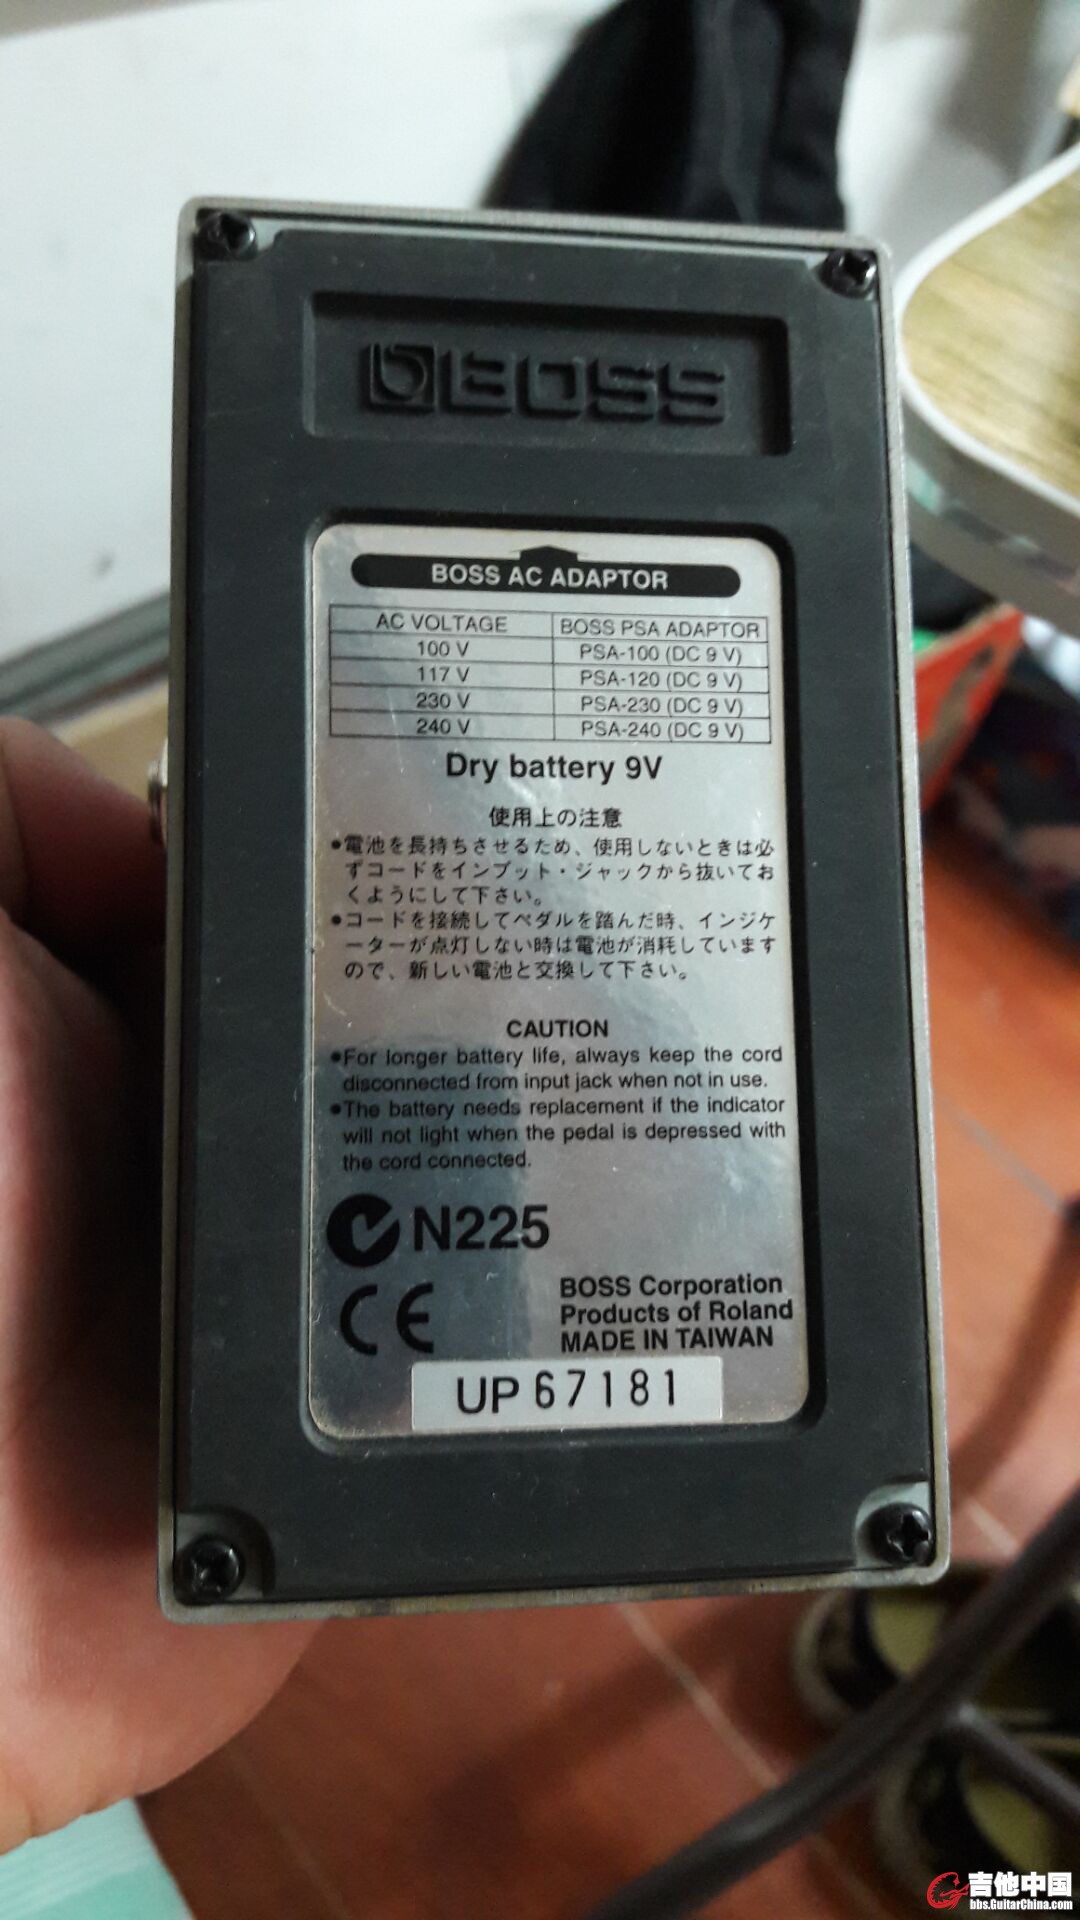 BOSS
BOSS AC ADAPTOR
AC VOLTAGE BOSS PSA ADAPTOR
100 V PSA-100 (DC 9 V)
117 V PSA-120 (DC 9 V)
230 V PSA-230 (DC 9 V)
240 V PSA-240 (DC 9 V)
Dry battery 9V
使用上の注意
●電池を長持ちさせるため、使用しないときは必
ずコードをインプット・ジャックから抜いてお
くようにして下さい。
●コードを接続してペダルを踏んだ時、インジケ
ーターが点灯しない時は電池が消耗しています
ので、新しい電池と交換して下さい。
CAUTION
●For longer battery life, always keep the cord
disconnected from input jack when not in use.
●The battery needs replacement if the indicator
will not light when the pedal is depressed with
the cord connected.
N225
CE
BOSS Corporation
Products of Roland
MADE IN TAIWAN
UP 67181
吉他中国
bbs.GuitarChina.com